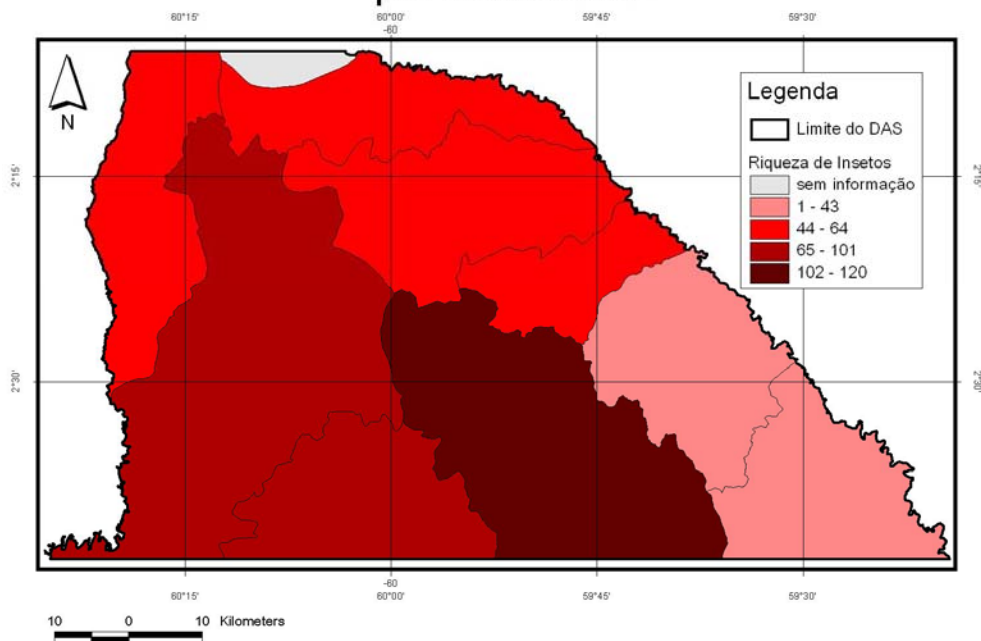 60°15' 60°00' 59°45' 59°30'
-60
N
Legenda
Limite do DAS
Riqueza de Insetos
sem informação
1 - 43
44 - 64
65 - 101
102 - 120
2°15' 2°15'
2°30' 2°30'
-60
60°15' 60°00' 59°45' 59°30'
10 0 10 Kilometers